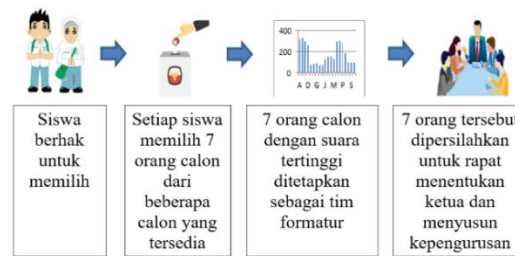 400
200
0
A D G J M P S
Siswa
berhak
untuk
memilih
Setiap siswa
memilih 7
orang calon
dari
beberapa
calon yang
tersedia
7 orang calon
dengan suara
tertinggi
ditetapkan
sebagai tim
formatur
7 orang tersebut
dipersilahkan
untuk rapat
menentukan
ketua dan
menyusun
kepengurusan